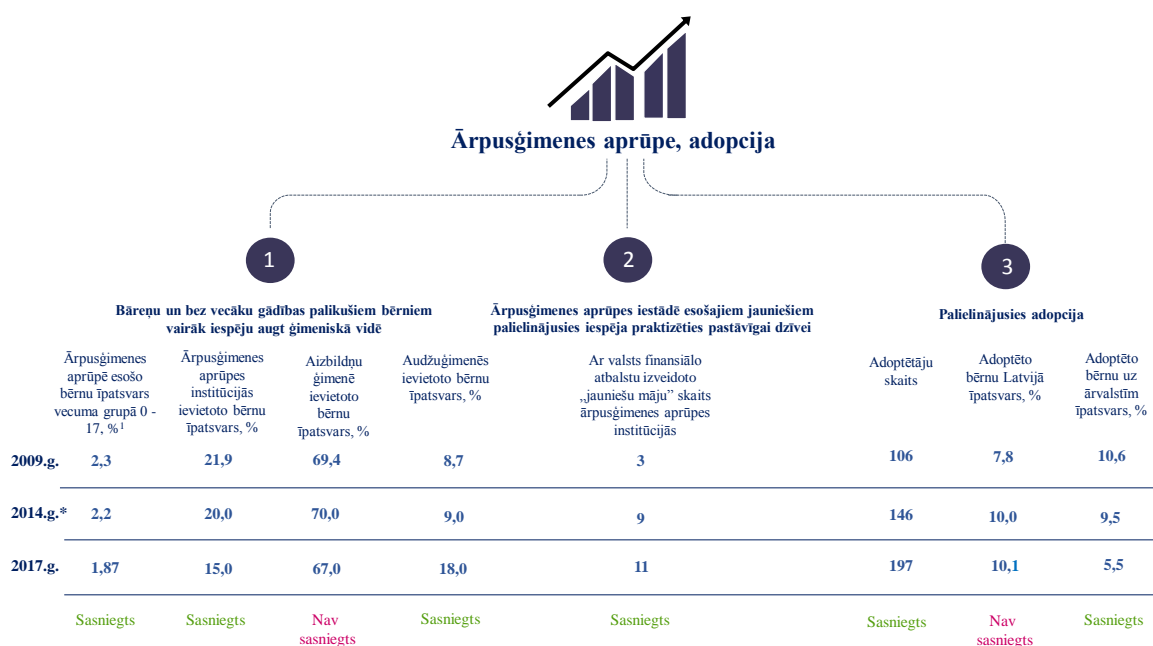 Ārpusģimenes aprūpe, adopcija
1
2
3
Bāreņu un bez vecāku gādības palikušiem bērniem
vairāk iespēju augt ģimeniskā vidē
Ārpusģimenes aprūpes iestādē esošajiem jauniešiem
palielinājusies iespēja praktizēties pastāvīgai dzīvei
Palielinājusies adopcija
Ārpusģimenes
aprūpē esošo
bērnu īpatsvars
vecuma grupā 0 -
17, %1
Ārpusģimenes
aprūpes
institūcijās
ievietoto bērnu
īpatsvars, %
Aizbildņu
ģimenē
ievietoto
bērnu
īpatsvars, %
Audžuģimenēs
ievietoto bērnu
īpatsvars, %
Ar valsts finansiālo
atbalstu izveidoto
„jauniešu māju” skaits
ārpusģimenes aprūpes
institūcijās
Adoptētāju
skaits
Adoptēto
bērnu Latvijā
īpatsvars, %
Adoptēto
bērnu uz
ārvalstīm
īpatsvars, %
2009.g. 2,3 21,9 69,4 8,7 3 106 7,8 10,6
2014.g.* 2,2 20,0 70,0 9,0 9 146 10,0 9,5
2017.g. 1,87 15,0 67,0 18,0 11 197 10,1 5,5
Sasniegts
Sasniegts
Nav
sasniegts
Sasniegts
Sasniegts
Sasniegts
Nav
sasniegts
Sasniegts